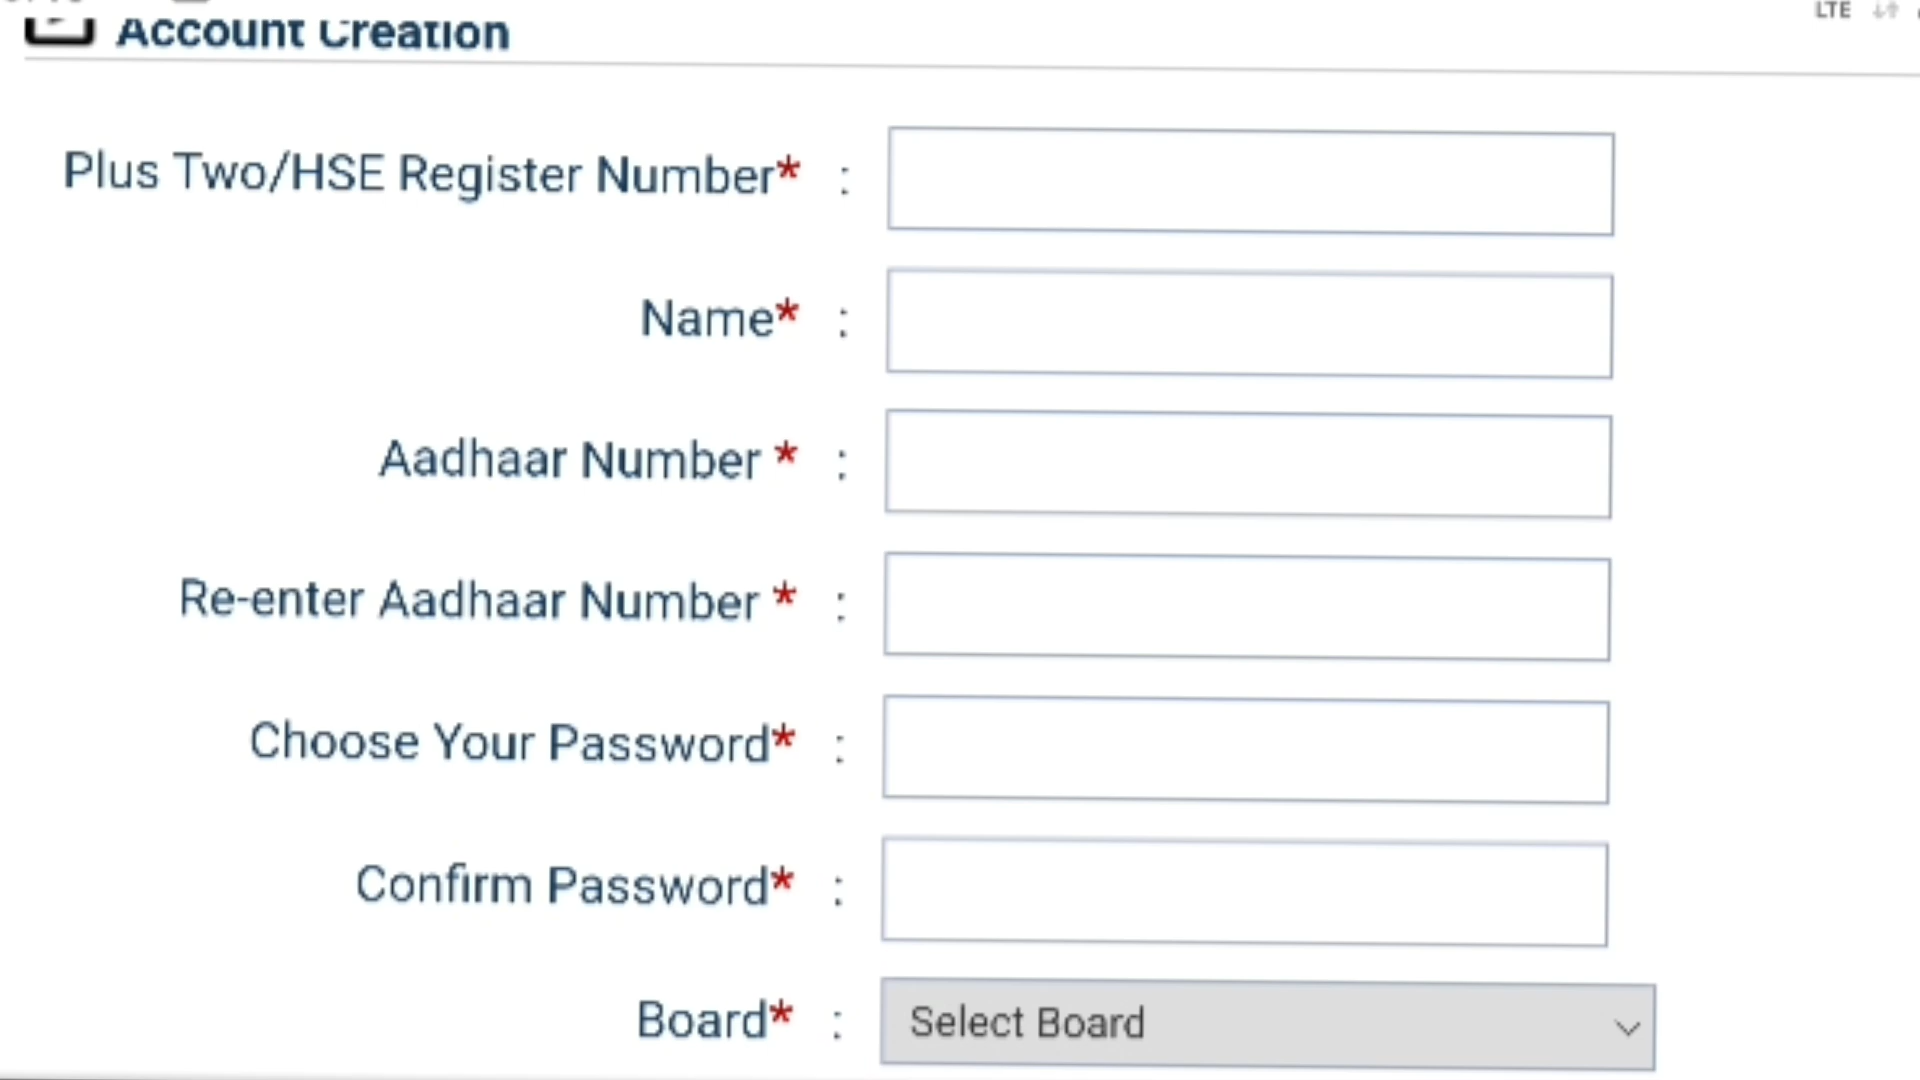 LTE
Account Creation
Plus Two/HSE Register Number* :
Name* :
Aadhaar Number * :
Re-enter Aadhaar Number * :
Choose Your Password* :
Confirm Password* :
Board* : Select Board